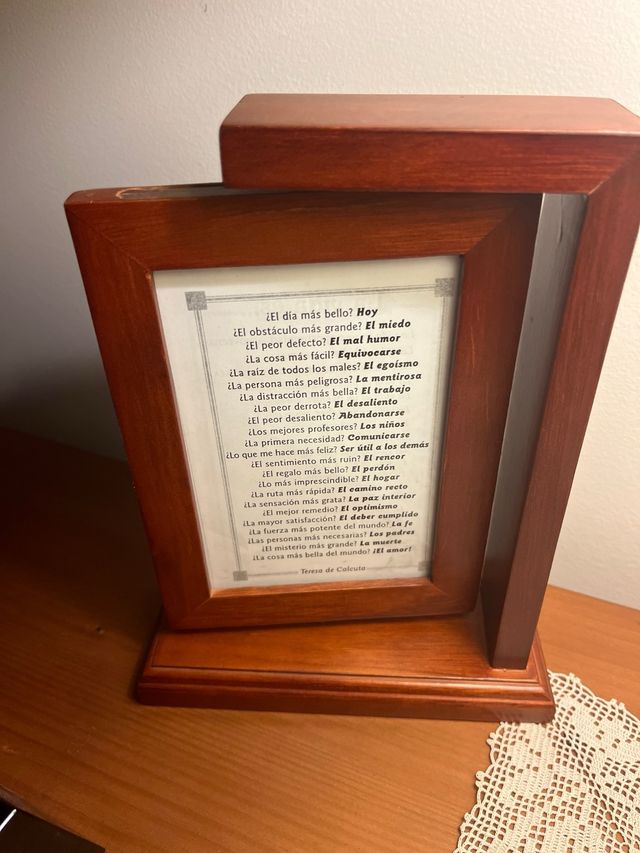 ¿El día más bello? Hoy
¿El obstáculo más grande? El miedo
¿El peor defecto? El mal humor
¿La cosa más fácil? Equivocarse
¿La raíz de todos los males? El egoísmo
¿La persona más peligrosa? La mentirosa
¿La distracción más bella? El trabajo
¿La peor derrota? El desaliento
¿El peor desaliento? Abandonarse
¿Los mejores profesores? Los niños
¿La primera necesidad? Comunicarse
¿Lo que me hace más feliz? Ser útil a los demás
¿El sentimiento más ruin? El rencor
¿El regalo más bello? El perdón
¿Lo más imprescindible? El hogar
¿La ruta más rápida? El camino recto
¿La sensación más grata? La paz interior
¿El mejor remedio? El optimismo
¿La mayor satisfacción? El deber cumplido
¿La fuerza más potente del mundo? La fe
¿Las personas más necesarias? Los padres
¿El misterio más grande? La muerte
¿La cosa más bella del mundo? ¡El amor!
Teresa de Calcuta